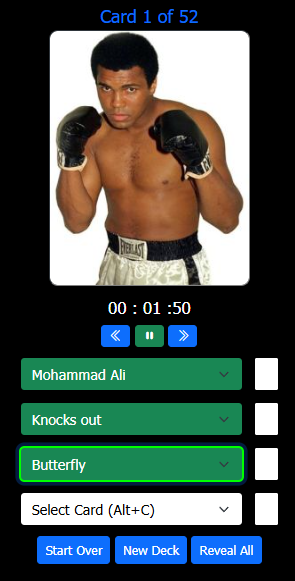 Card 1 of 52
EVERLAST
00 : 01 :50
Mohammad Ali
Knocks out
Butterfly
Select Card (Alt+C)
Start Over
New Deck
Reveal All